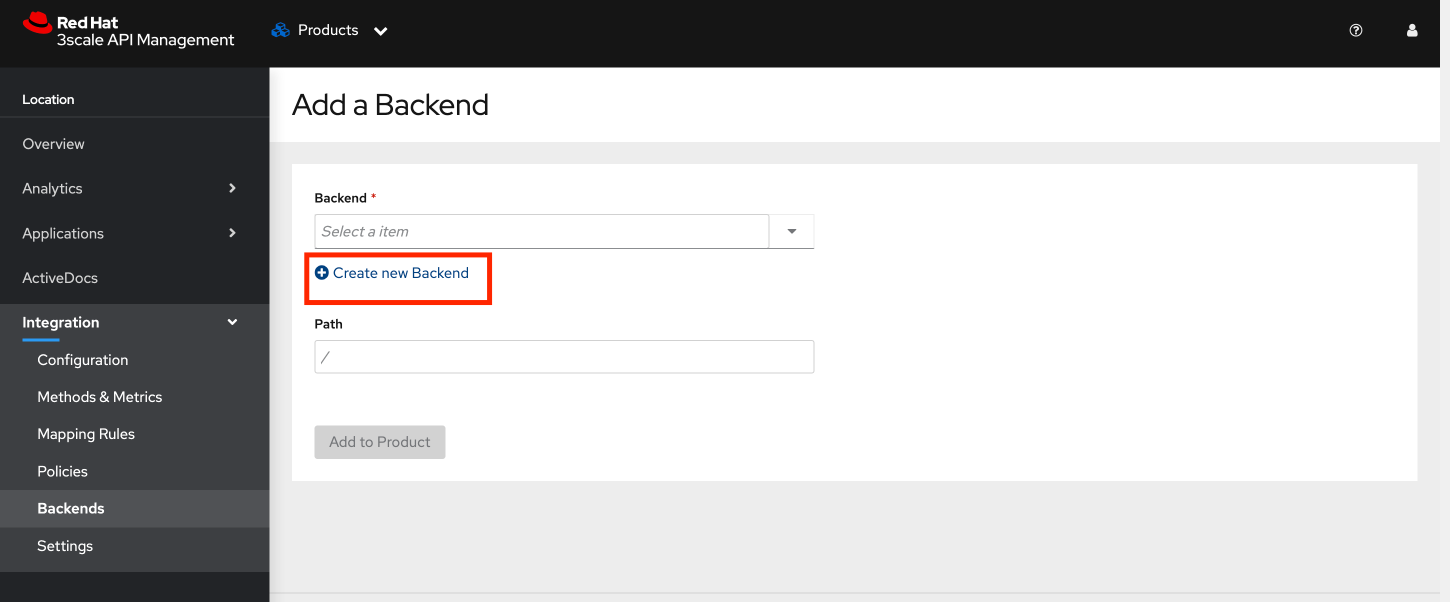 Red Hat
3scale API Management
Products
Location
Overview
Analytics
Applications
ActiveDocs
Integration
Configuration
Methods & Metrics
Mapping Rules
Policies
Backends
Settings
Add a Backend
Backend *
Select a item
Create new Backend
Path
/
Add to Product